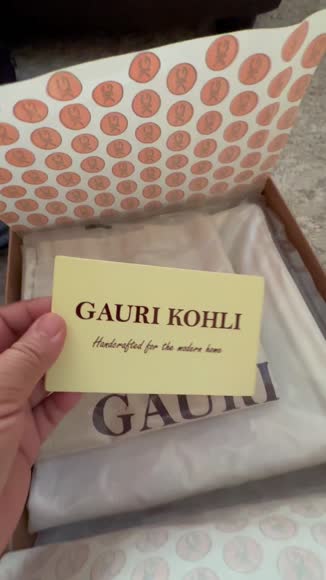 GAURI KOHLI
Handcrafted for the modern home
GAURI